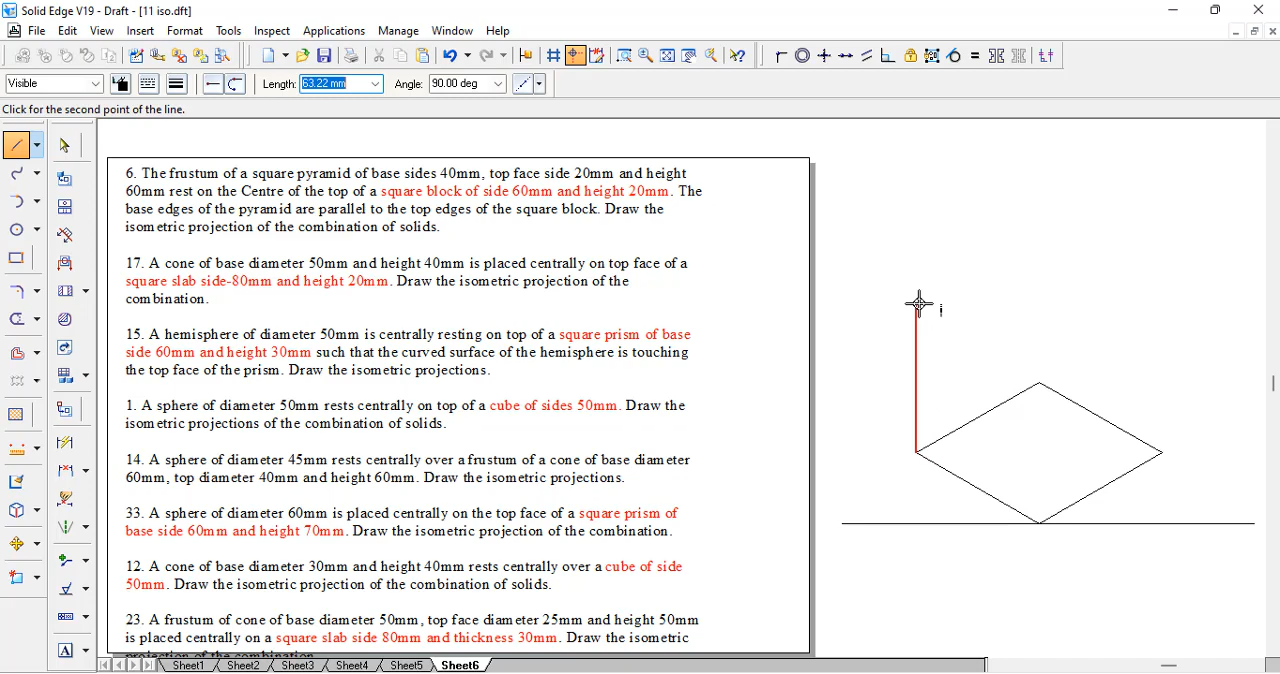 Solid Edge V19 - Draft - [11 iso.dft]
File Edit View Insert Format Tools Inspect Applications Manage Window Help
Visible Length: 63.22 mm Angle: 90.00 deg
Click for the second point of the line.
6. The frustum of a square pyramid of base sides 40mm, top face side 20mm and height
60mm rest on the Centre of the top of a square block of side 60mm and height 20mm. The
base edges of the pyramid are parallel to the top edges of the square block. Draw the
isometric projection of the combination of solids.
17. A cone of base diameter 50mm and height 40mm is placed centrally on top face of a
square slab side-80mm and height 20mm. Draw the isometric projection of the
combination.
15. A hemisphere of diameter 50mm is centrally resting on top of a square prism of base
side 60mm and height 30mm such that the curved surface of the hemisphere is touching
the top face of the prism. Draw the isometric projections.
1. A sphere of diameter 50mm rests centrally on top of a cube of sides 50mm. Draw the
isometric projections of the combination of solids.
14. A sphere of diameter 45mm rests centrally over a frustum of a cone of base diameter
60mm, top diameter 40mm and height 60mm. Draw the isometric projections.
33. A sphere of diameter 60mm is placed centrally on the top face of a square prism of
base side 60mm and height 70mm. Draw the isometric projection of the combination.
12. A cone of base diameter 30mm and height 40mm rests centrally over a cube of side
50mm. Draw the isometric projection of the combination of solids.
23. A frustum of cone of base diameter 50mm, top face diameter 25mm and height 50mm
is placed centrally on a square slab side 80mm and thickness 30mm. Draw the isometric
projection of the combination.
Sheet1 Sheet2 Sheet3 Sheet4 Sheet5 Sheet6